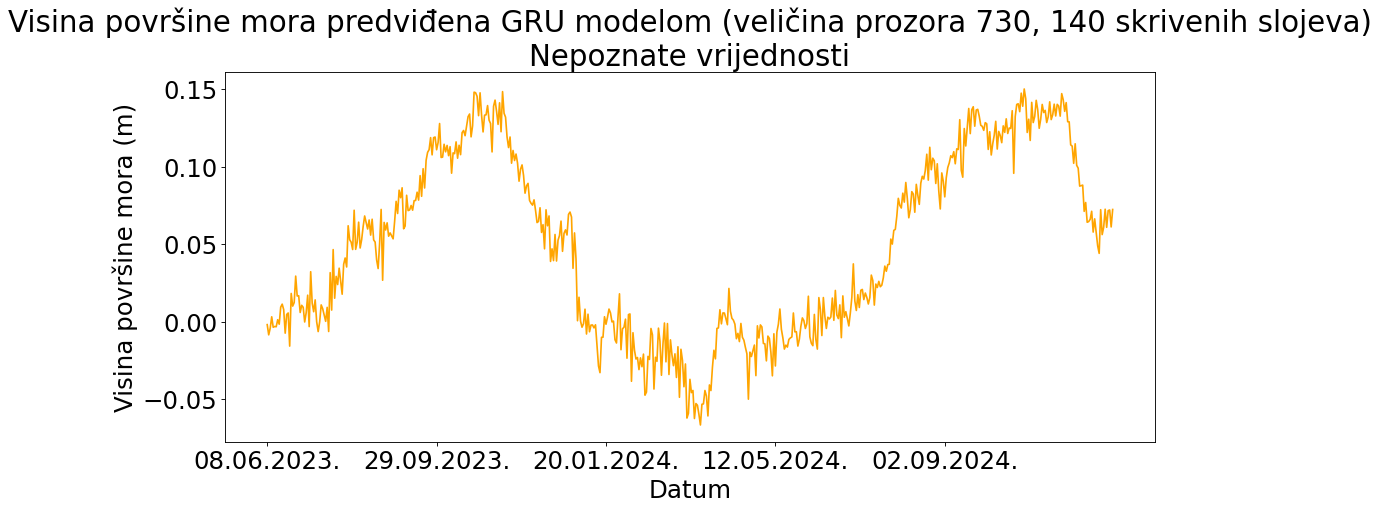 Visina površine mora predviđena GRU modelom (veličina prozora 730, 140 skrivenih slojeva)
Nepoznate vrijednosti
Visina površine mora (m)
0.15
0.10
0.05
0.00
−0.05
08.06.2023. 29.09.2023. 20.01.2024. 12.05.2024. 02.09.2024.
Datum